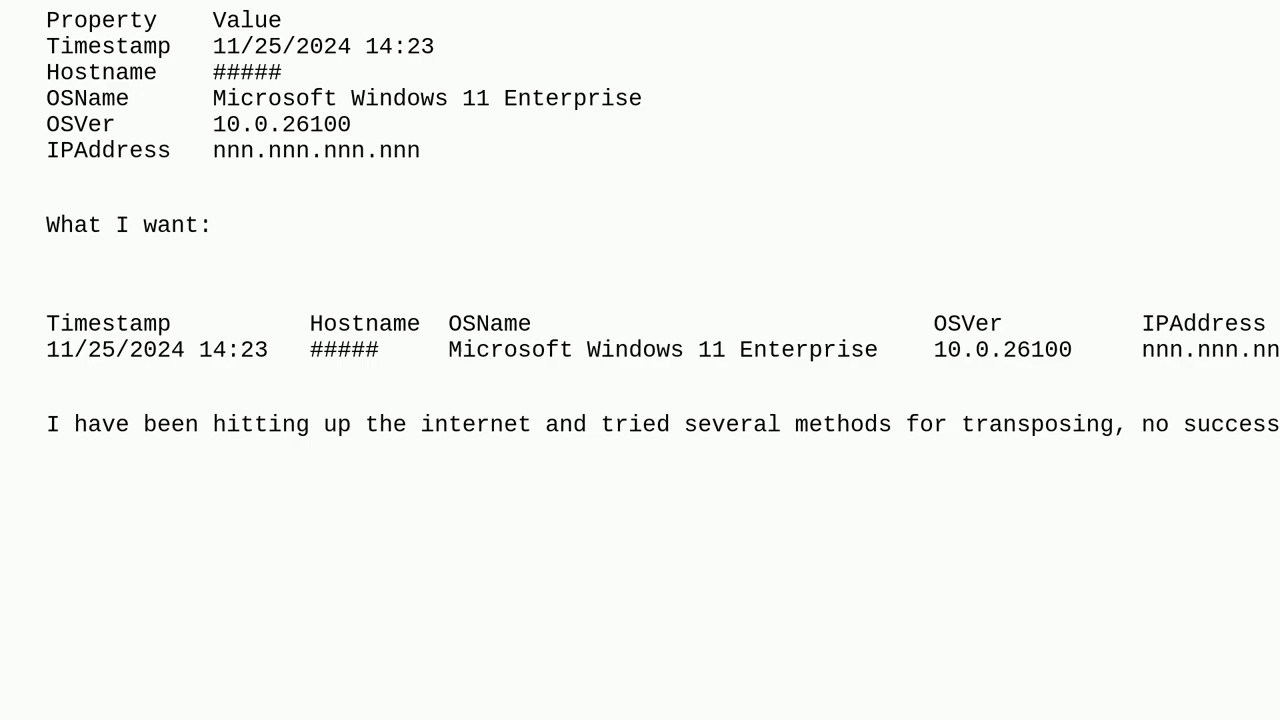 Property    Value
Timestamp   11/25/2024 14:23
Hostname    #####
OSName      Microsoft Windows 11 Enterprise
OSVer       10.0.26100
IPAddress   nnn.nnn.nnn.nnn
What I want:
Timestamp          Hostname  OSName                             OSVer          IPAddress
11/25/2024 14:23   #####     Microsoft Windows 11 Enterprise    10.0.26100     nnn.nnn.nn
I have been hitting up the internet and tried several methods for transposing, no success